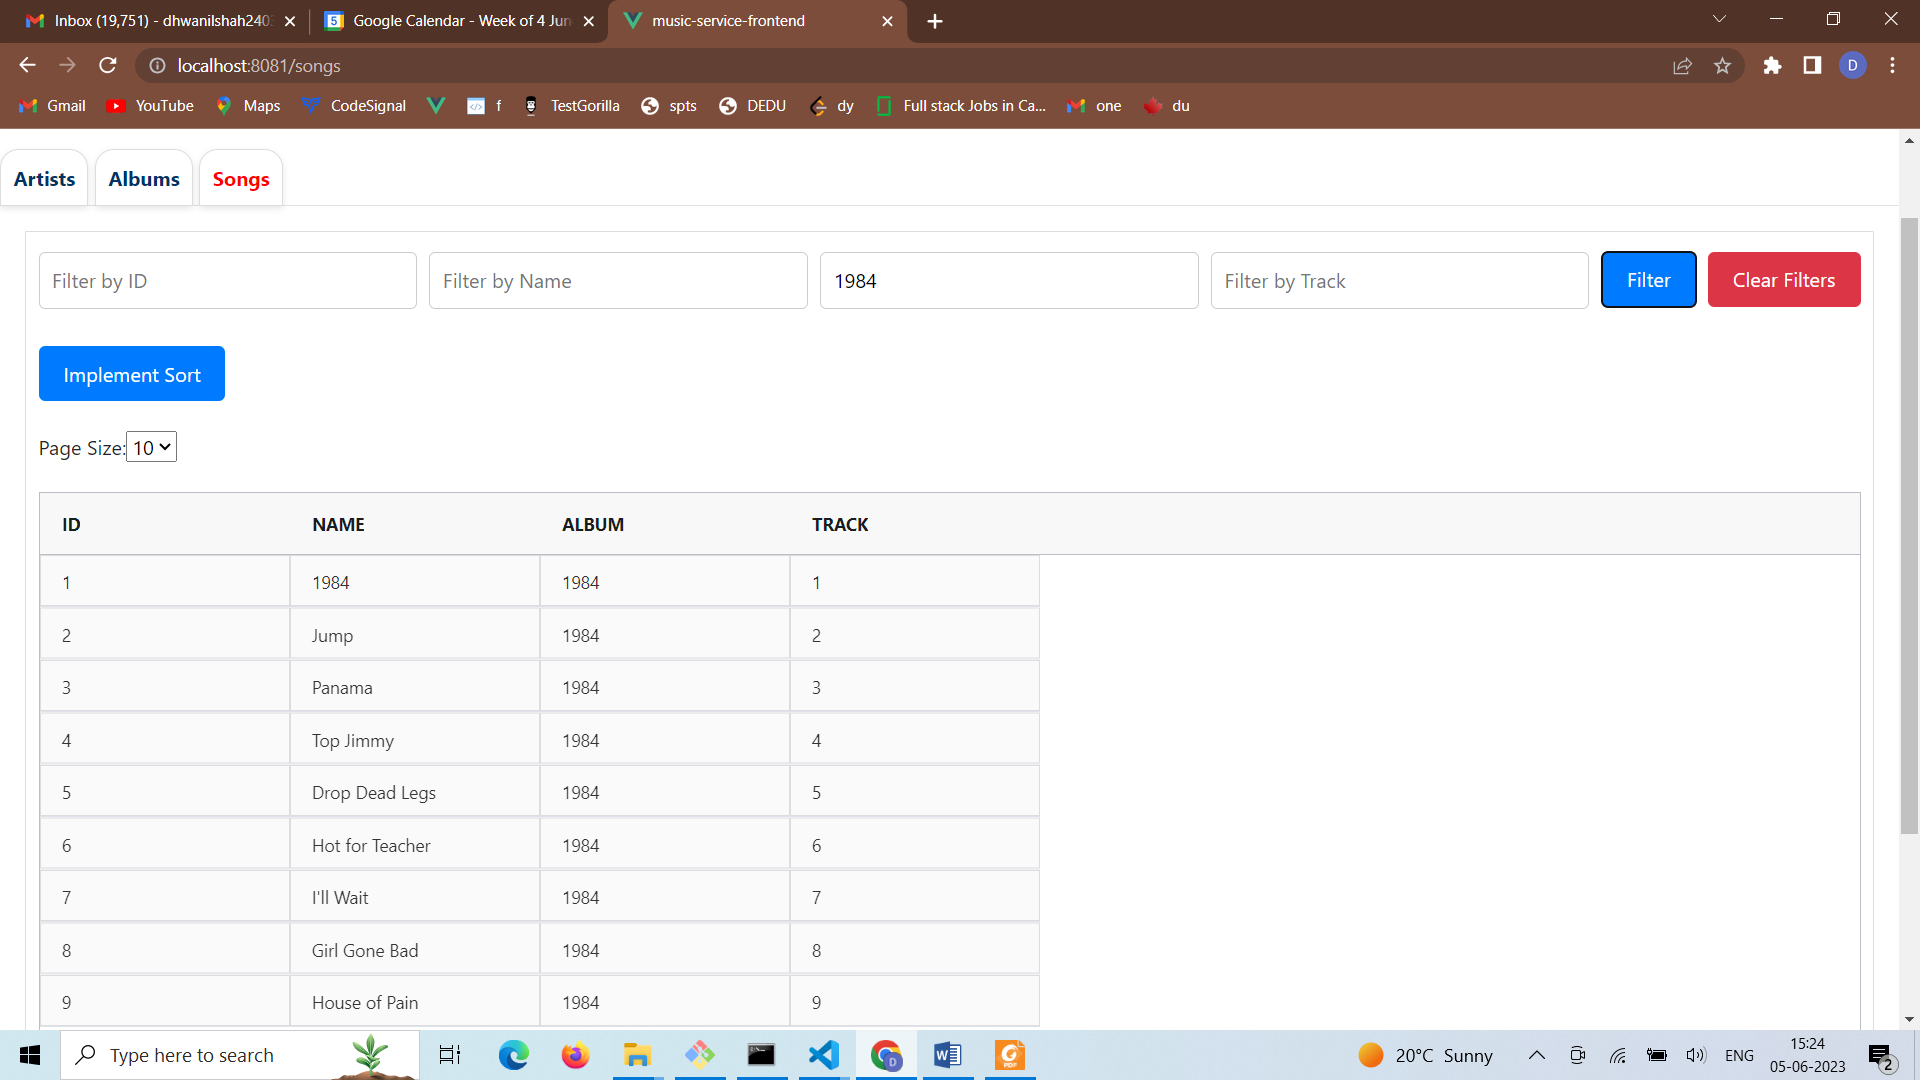 Inbox (19,751) - dhwanilshah240
Google Calendar - Week of 4 Jun
music-service-frontend
localhost:8081/songs
D
Gmail
YouTube
Maps
CodeSignal
f
TestGorilla
spts
DEDU
dy
Full stack Jobs in Ca...
one
du
Artists
Albums
Songs
Filter by ID
Filter by Name
1984
Filter by Track
Filter
Clear Filters
Implement Sort
Page Size: 10
ID NAME ALBUM TRACK
1 1984 1984 1
2 Jump 1984 2
3 Panama 1984 3
4 Top Jimmy 1984 4
5 Drop Dead Legs 1984 5
6 Hot for Teacher 1984 6
7 I'll Wait 1984 7
8 Girl Gone Bad 1984 8
9 House of Pain 1984 9
Type here to search
20°C Sunny
ENG
15:24
05-06-2023
2